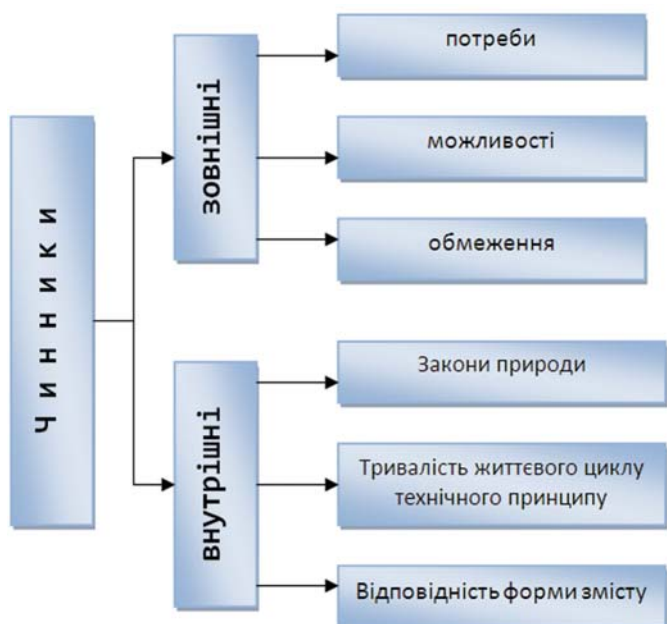 Чинники
зовнішні
потреби
можливості
обмеження
внутрішні
Закони природи
Тривалість життєвого циклу
технічного принципу
Відповідність форми змісту